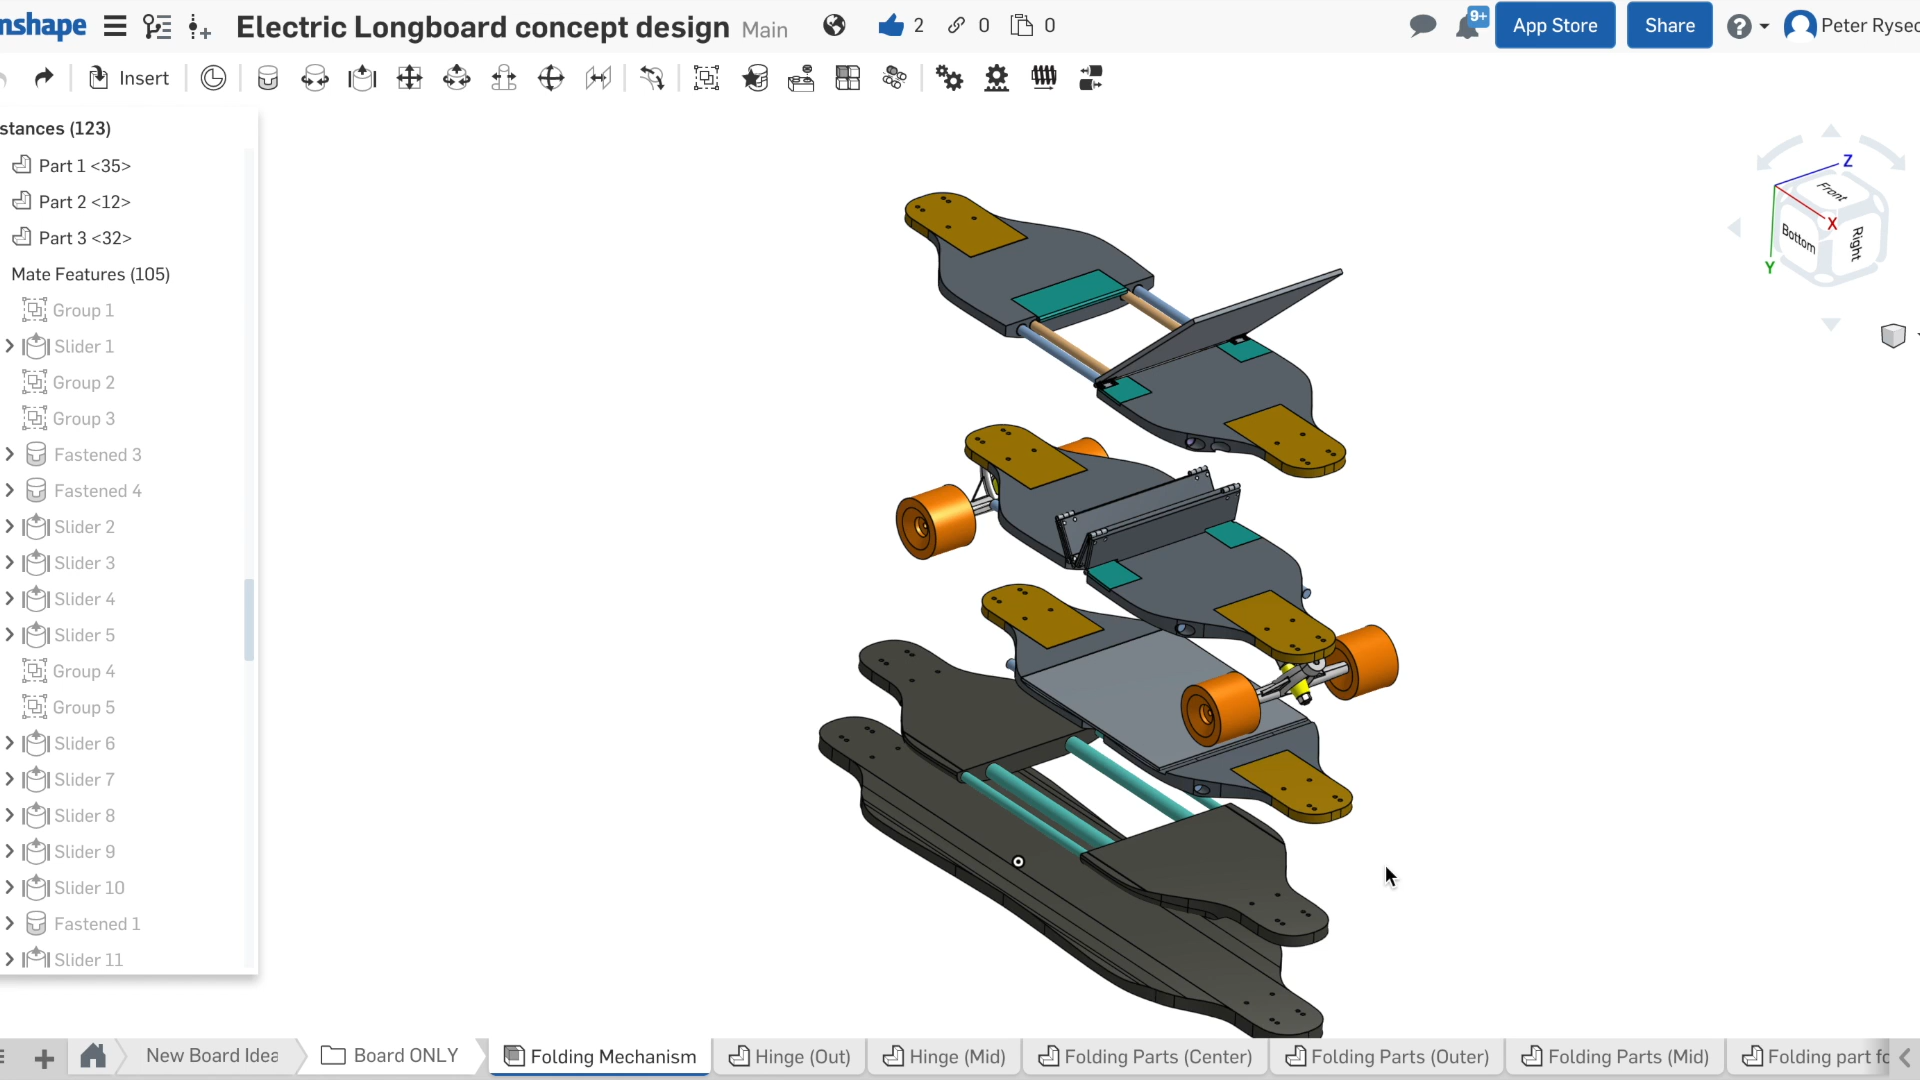 nshape Electric Longboard concept design Main 2 0 0 9+ App Store Share ? Peter Rysec
Insert
stances (123)
Part 1 <35>
Part 2 <12>
Part 3 <32>
Mate Features (105)
Group 1
Slider 1
Group 2
Group 3
Fastened 3
Fastened 4
Slider 2
Slider 3
Slider 4
Slider 5
Group 4
Group 5
Slider 6
Slider 7
Slider 8
Slider 9
Slider 10
Fastened 1
Slider 11
Z
Front
X
Bottom
Right
Y
New Board Idea Board ONLY Folding Mechanism Hinge (Out) Hinge (Mid) Folding Parts (Center) Folding Parts (Outer) Folding Parts (Mid) Folding part fo